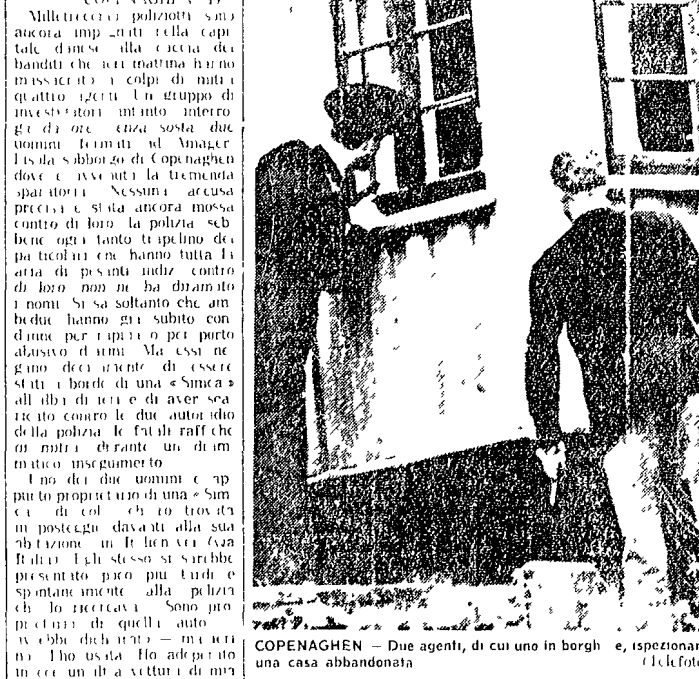 Milletrecento poliziotti sono
ancora nella capi
tale danese alla caccia dei
banditi che ieri mattina hanno
massacrato a colpi di mitra
quattro agenti Un gruppo di
investigatori intanto interro
ga da ore senza sosta due
uomini fermati ad Amager
l isola sobborgo di Copenaghen
dove è avvenuta la tremenda
sparatoria Nessuna accusa
precisa è stata ancora mossa
contro di loro la polizia seb
bene ogni tanto trapelino dei
particolari che hanno tutta l
aria di pesanti indizi contro
di loro non ne ha diramato
i nomi Si sa soltanto che am
bedue hanno già subito con
danne per rapina o per porto
abusivo d armi Ma essi ne
gano decisamente di essere
stati a bordo di una « Simca »
all alba di ieri e di aver sca
ricato contro le due autoradio
della polizia le fatali raffiche
di mitra durante un dram
matico inseguimento
Uno dei due uomini è ap
punto proprietario di una « Sim
ca di col ch to trovata
in posteggio davanti alla sua
abitazione in
Egli stesso si sarebbe
presentato poco più tardi e
spontaneamente alla polizia
ch lo ricercava Sono pro
prietario di quella auto
avrebbe dichiarato — ma ieri
n l ho usata Ho adoperato
vettura di
COPENAGHEN — Due agenti, di cui uno in borgh e, ispezionan
una casa abbandonata
(Telefoto